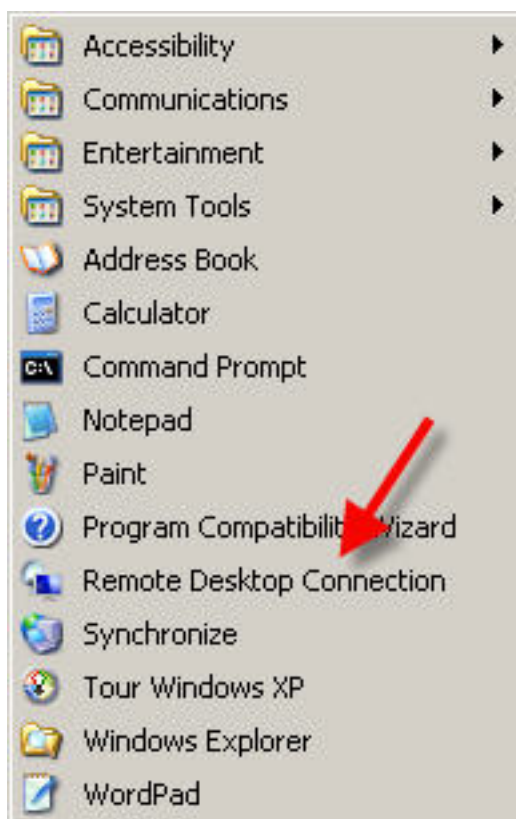 Accessibility
Communications
Entertainment
System Tools
Address Book
Calculator
C:\ Command Prompt
Notepad
Paint
Program Compatibility Wizard
Remote Desktop Connection
Synchronize
Tour Windows XP
Windows Explorer
WordPad